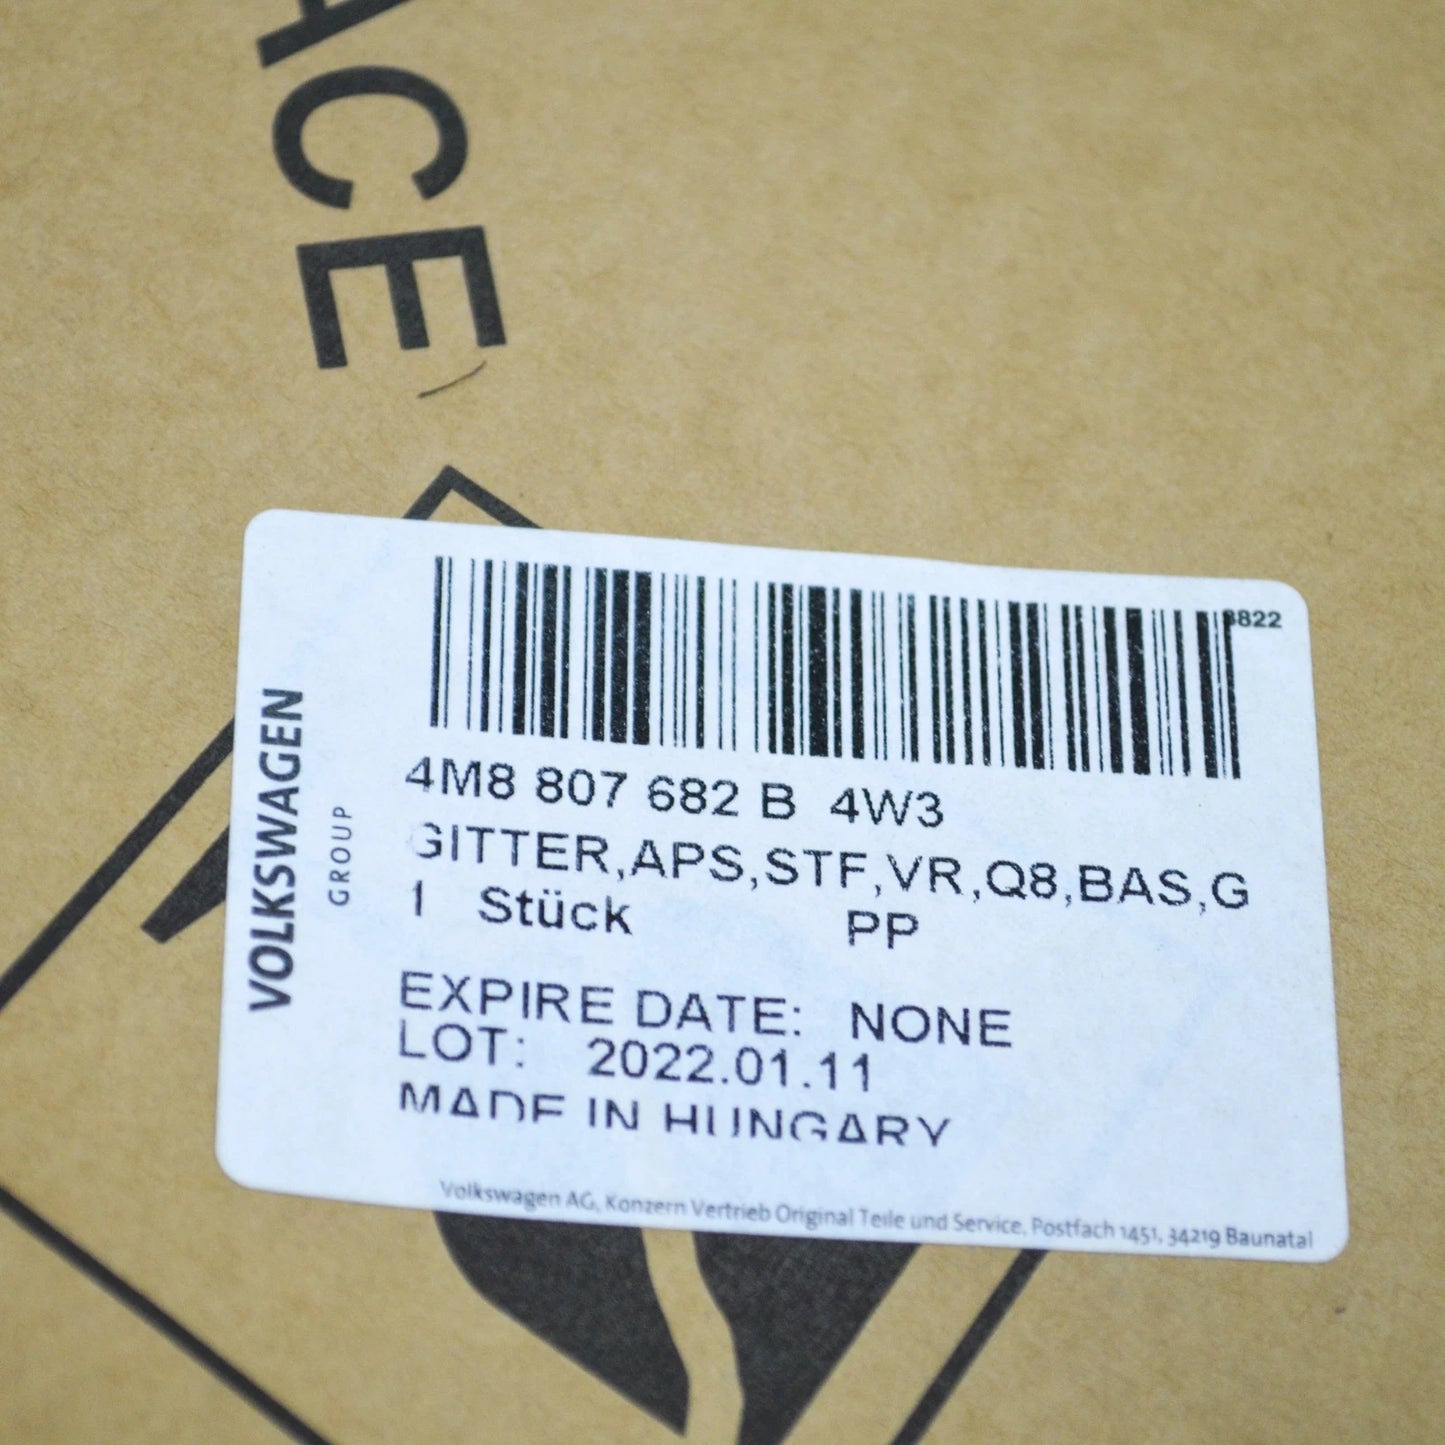 ACE
8822
VOLKSWAGEN
GROUP
4M8 807 682 B 4W3
GITTER,APS,STF,VR,Q8,BAS,G
1 Stück PP
EXPIRE DATE: NONE
LOT: 2022.01.11
MADE IN HUNGARY
Volkswagen AG, Konzern Vertrieb Original Teile und Service, Postfach 1451, 34219 Baunatal